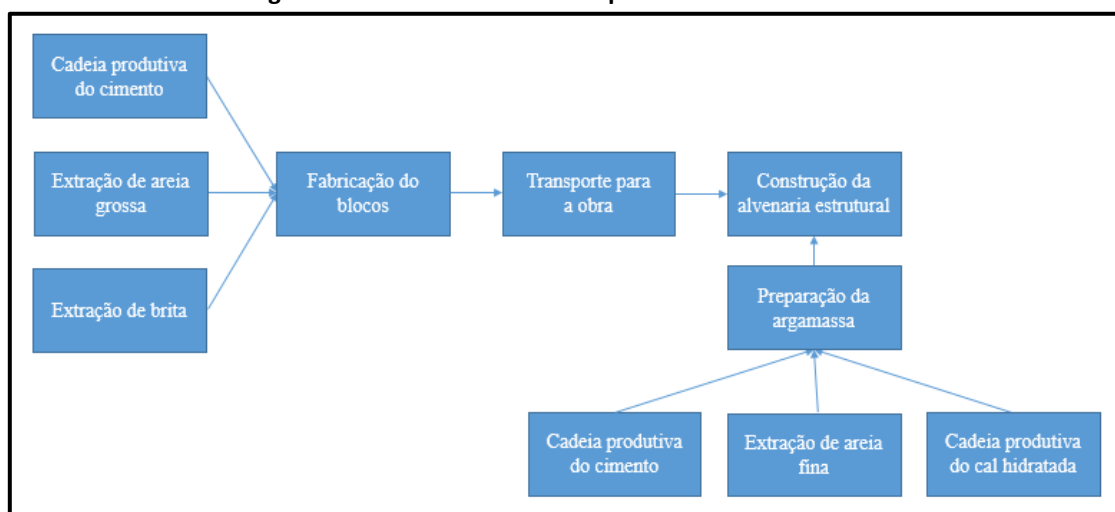 Cadeia produtiva
do cimento
Extração de areia
grossa
Extração de brita
Fabricação do
blocos
Transporte para
a obra
Construção da
alvenaria estrutural
Preparação da
argamassa
Cadeia produtiva
do cimento
Extração de areia
fina
Cadeia produtiva
do cal hidratada